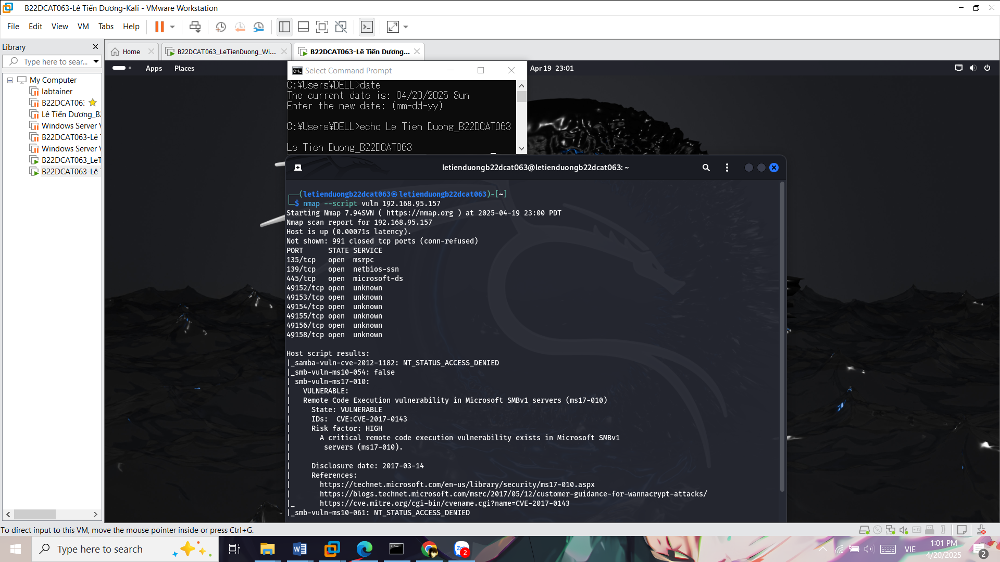 B22DCAT063-Lê Tiến Dương-Kali - VMware Workstation
File Edit View VM Tabs Help
Library
Type here to sear...
Home
B22DCAT063_LeTienDuong_Wi...
B22DCAT063-Lê Tiến Dương...
My Computer
labtainer
B22DCAT06
Lê Tiến Dương_B
Windows Server
B22DCAT063-Lê
Windows Server
B22DCAT063_LeT
B22DCAT063-Lê
Apps Places
Apr 19 23:01
Select Command Prompt
C:¥Users¥DELL>date
The current date is: 04/20/2025 Sun
Enter the new date: (mm-dd-yy)
C:¥Users¥DELL>echo Le Tien Duong_B22DCAT063
Le Tien Duong_B22DCAT063
letienduongb22dcat063@letienduongb22dcat063: ~
┌──(letienduongb22dcat063㉿letienduongb22dcat063)-[~]
└─$ nmap --script vuln 192.168.95.157
Starting Nmap 7.94SVN ( https://nmap.org ) at 2025-04-19 23:00 PDT
Nmap scan report for 192.168.95.157
Host is up (0.00071s latency).
Not shown: 991 closed tcp ports (conn-refused)
PORT      STATE SERVICE
135/tcp   open  msrpc
139/tcp   open  netbios-ssn
445/tcp   open  microsoft-ds
49152/tcp open  unknown
49153/tcp open  unknown
49154/tcp open  unknown
49155/tcp open  unknown
49156/tcp open  unknown
49158/tcp open  unknown
Host script results:
|_samba-vuln-cve-2012-1182: NT_STATUS_ACCESS_DENIED
|_smb-vuln-ms10-054: false
| smb-vuln-ms17-010:
|   VULNERABLE:
|   Remote Code Execution vulnerability in Microsoft SMBv1 servers (ms17-010)
|     State: VULNERABLE
|     IDs:  CVE:CVE-2017-0143
|     Risk factor: HIGH
|       A critical remote code execution vulnerability exists in Microsoft SMBv1
|        servers (ms17-010).
|
|     Disclosure date: 2017-03-14
|     References:
|       https://technet.microsoft.com/en-us/library/security/ms17-010.aspx
|       https://blogs.technet.microsoft.com/msrc/2017/05/12/customer-guidance-for-wannacrypt-attacks/
|_      https://cve.mitre.org/cgi-bin/cvename.cgi?name=CVE-2017-0143
|_smb-vuln-ms10-061: NT_STATUS_ACCESS_DENIED
To direct input to this VM, move the mouse pointer inside or press Ctrl+G.
Type here to search
2
VIE
1:01 PM
4/20/2025
2